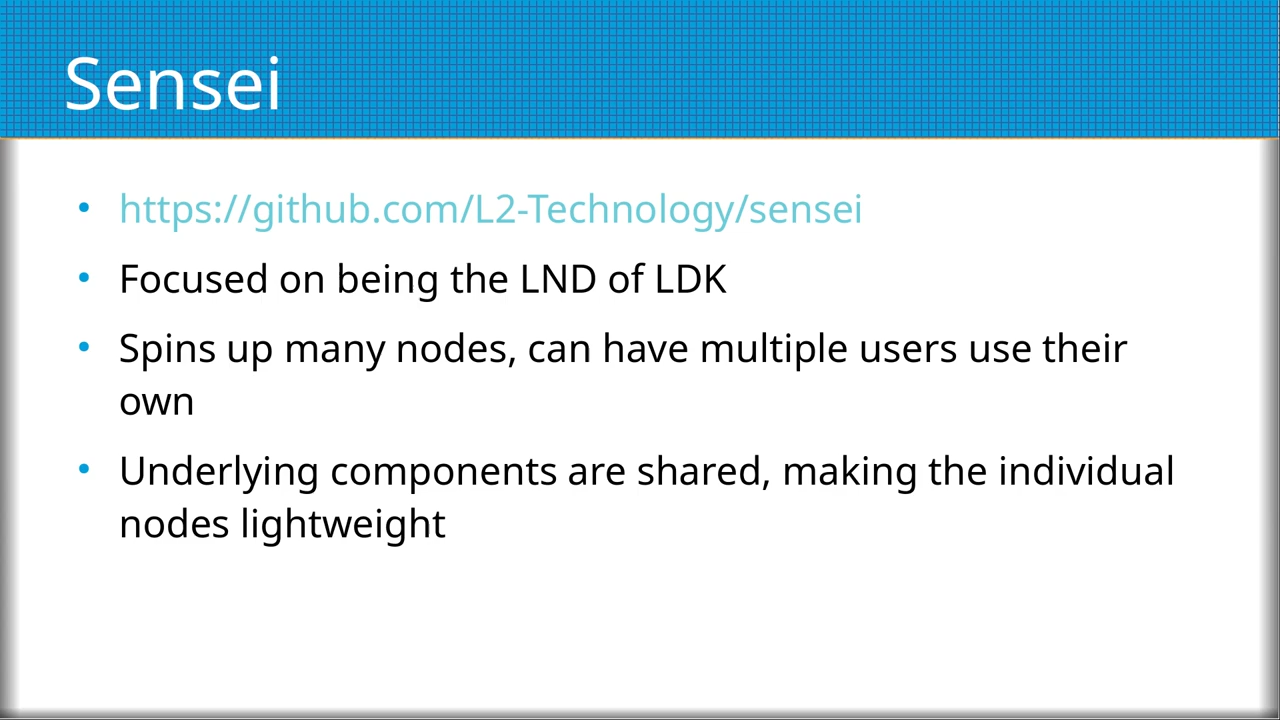 Sensei
• https://github.com/L2-Technology/sensei
• Focused on being the LND of LDK
• Spins up many nodes, can have multiple users use their
own
• Underlying components are shared, making the individual
nodes lightweight